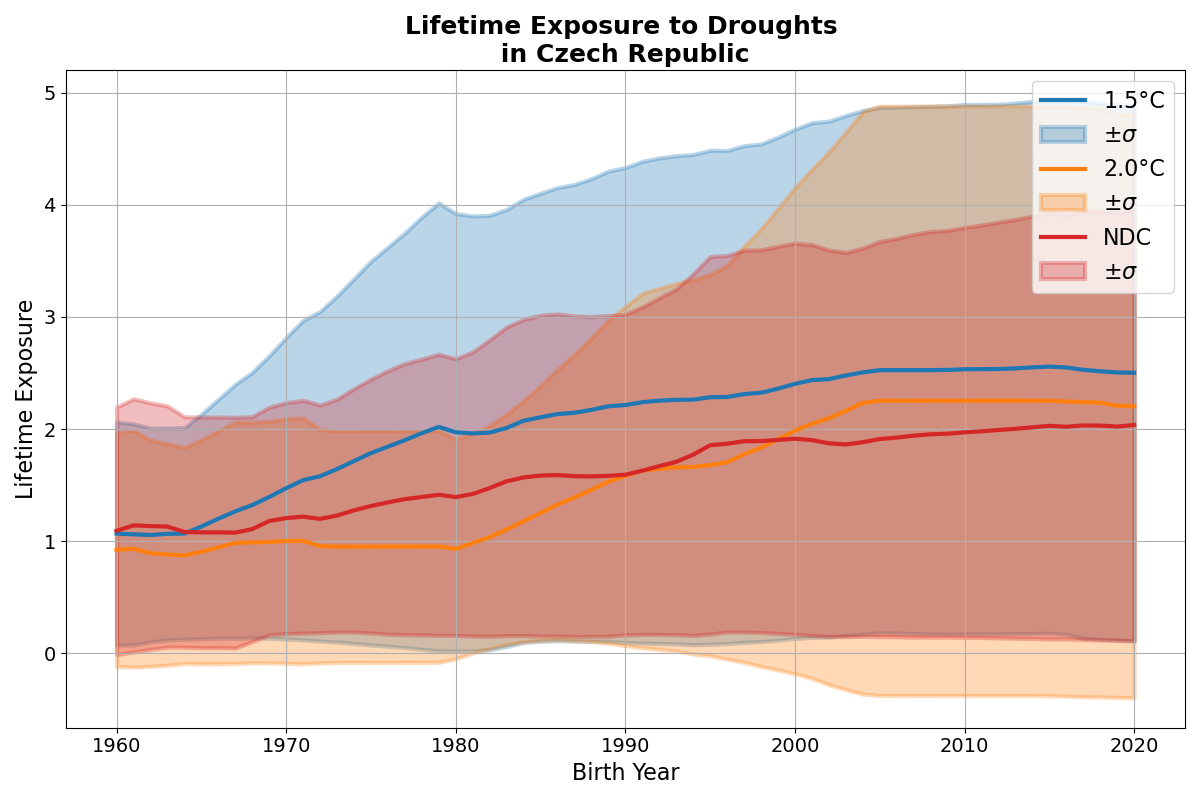 Lifetime Exposure to Droughts
in Czech Republic
Lifetime Exposure
5
4
3
2
1
0
1960 1970 1980 1990 2000 2010 2020
Birth Year
1.5°C
±σ
2.0°C
±σ
NDC
±σ